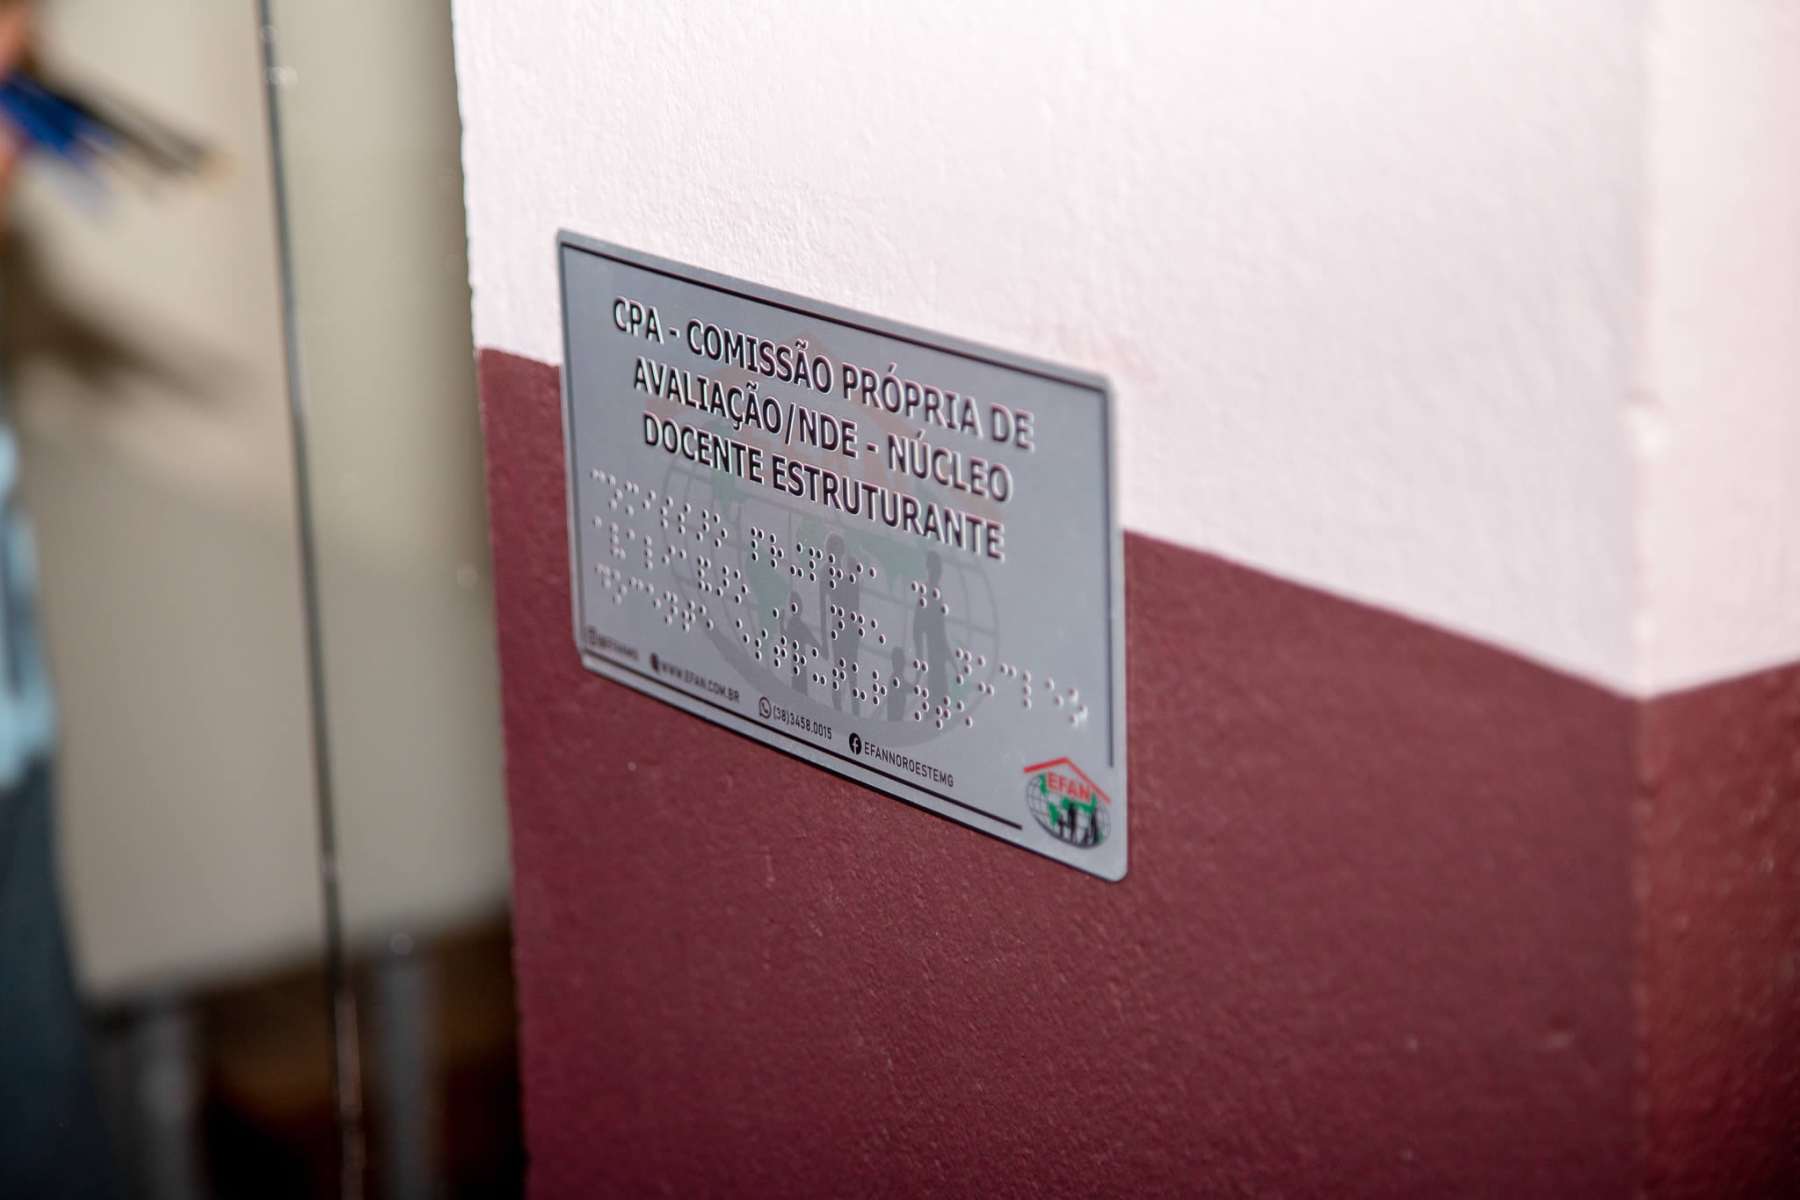 CPA - COMISSÃO PRÓPRIA DE
AVALIAÇÃO/NDE - NÚCLEO
DOCENTE ESTRUTURANTE
WWW.EFAN.COM.BR
(38)3458.0015
EFANNOROESTEMG
EFAN